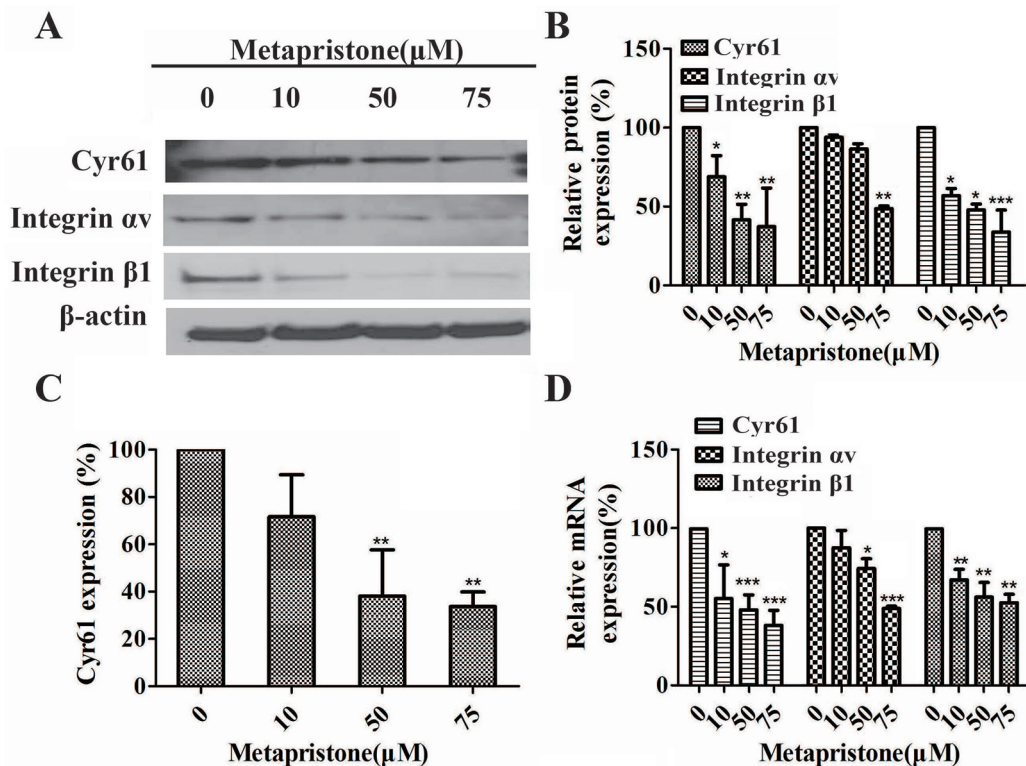 A
Metapristone(μM)
0 10 50 75
Cyr61
Integrin αv
Integrin β1
β-actin
B
Cyr61
Integrin αv
Integrin β1
Relative protein
expression (%)
150
100
50
0
* ** ** ** * * ***
0 10 50 75 0 10 50 75 0 10 50 75
Metapristone(μM)
C
Cyr61 expression (%)
100
80
60
40
20
0
** **
0 10 50 75
Metapristone(μM)
D
Cyr61
Integrin αv
Integrin β1
Relative mRNA
expression(%)
150
100
50
0
* *** *** * *** ** ** **
0 10 50 75 0 10 50 75 0 10 50 75
Metapristone(μM)